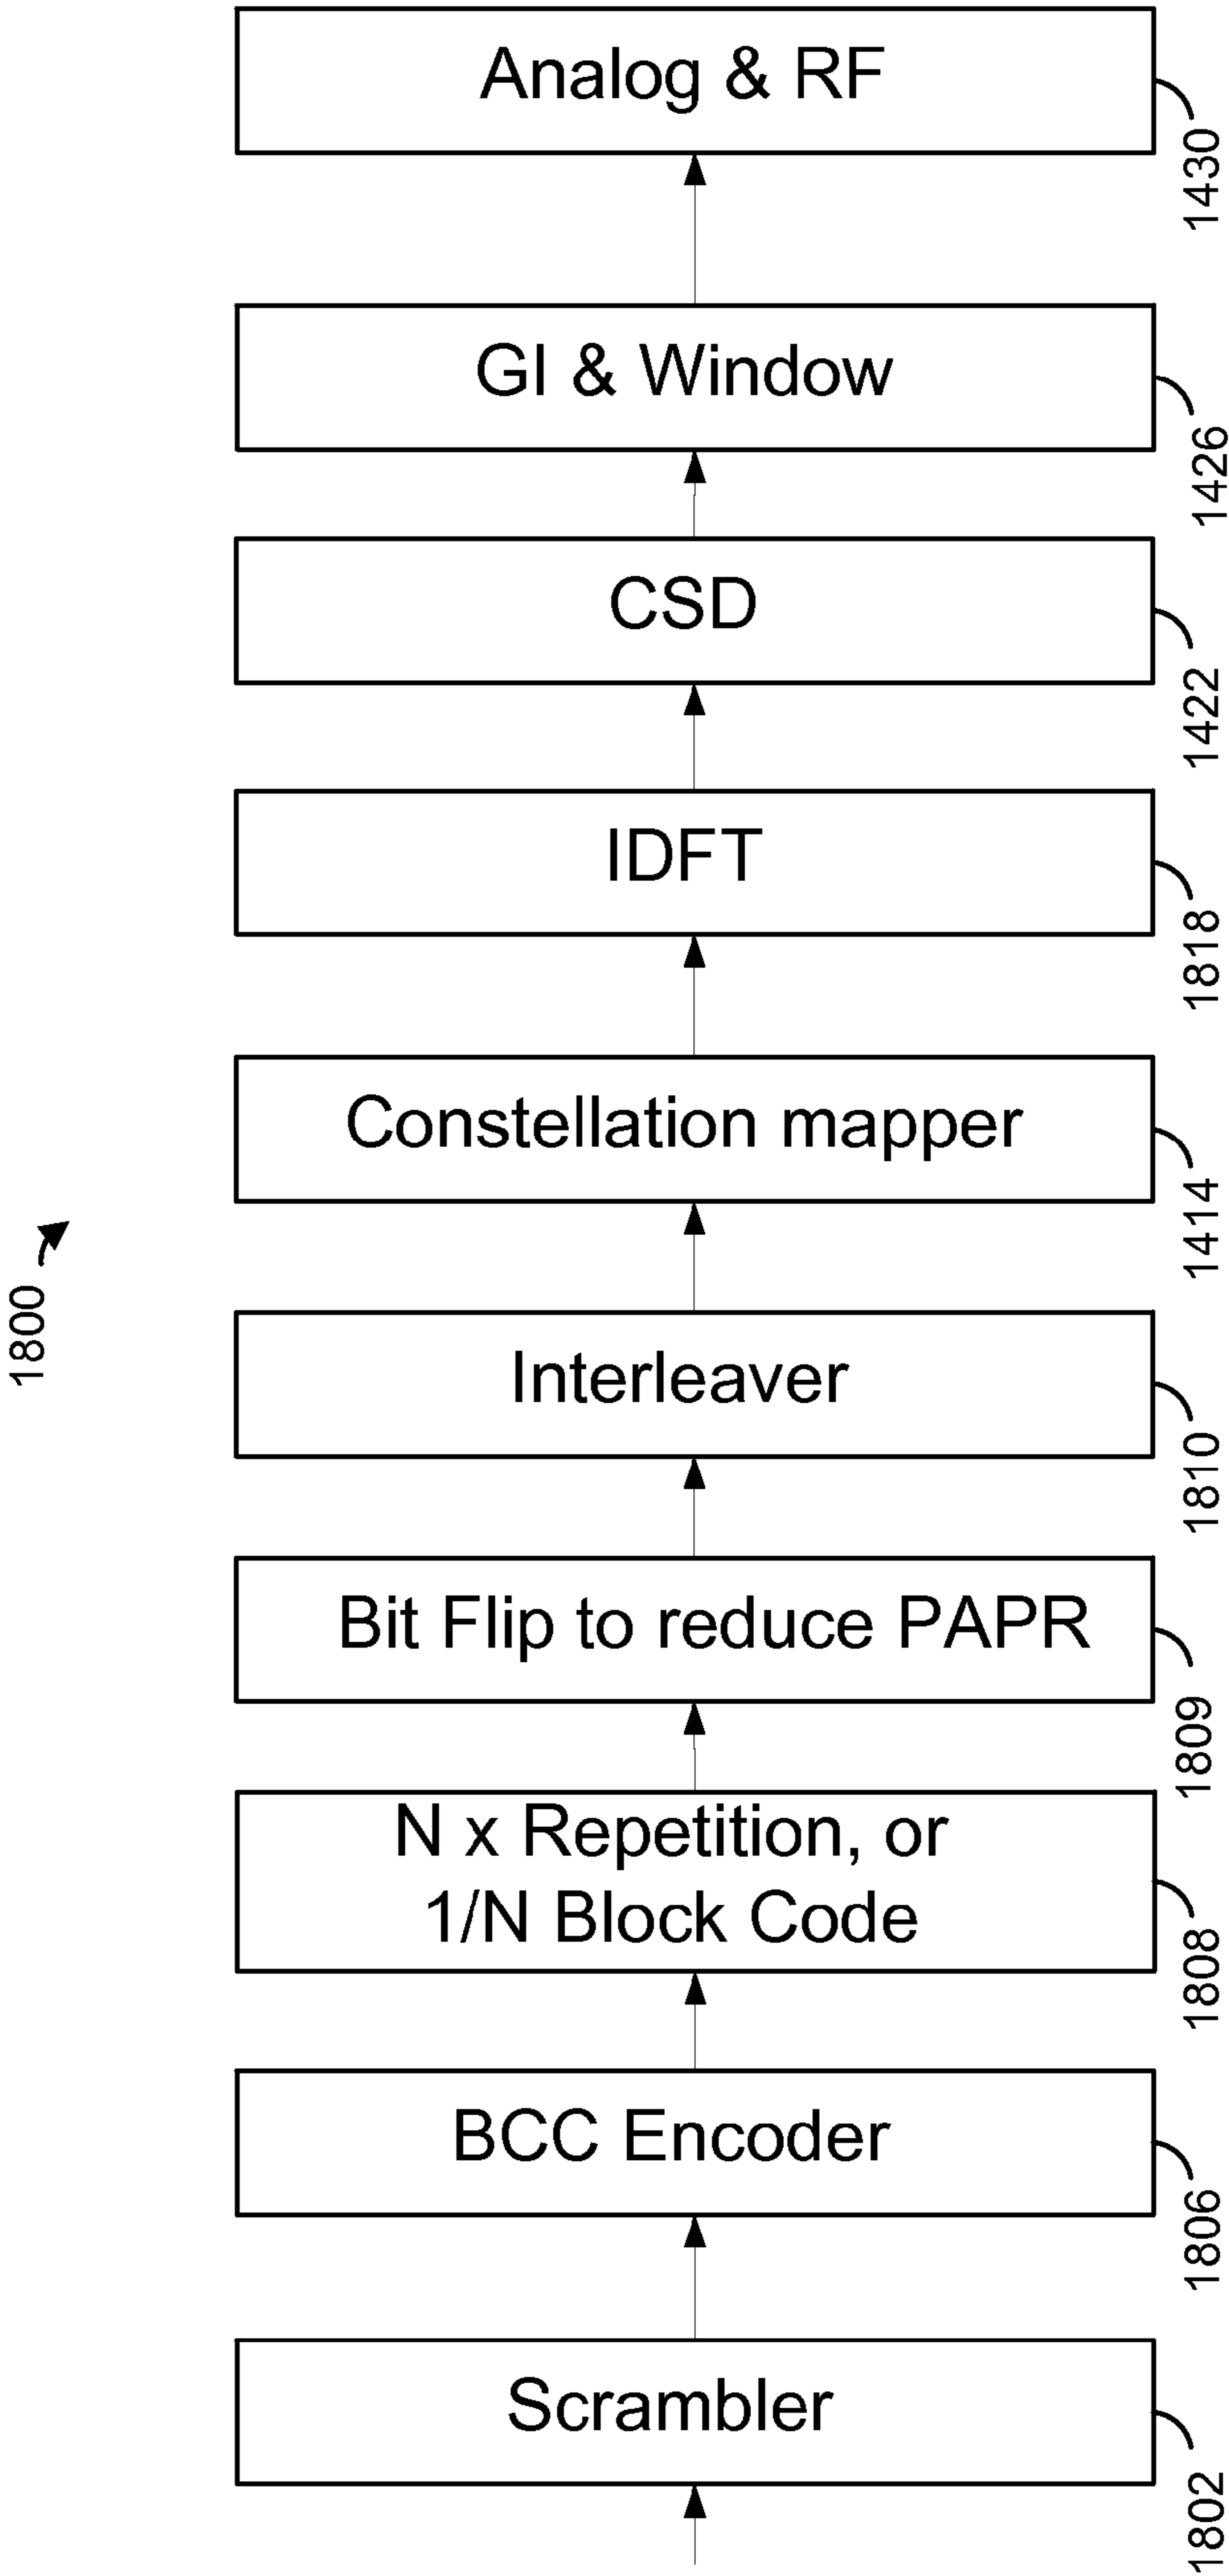 1800
Analog & RF
1430
GI & Window
1426
CSD
1422
IDFT
1818
Constellation mapper
1414
Interleaver
1810
Bit Flip to reduce PAPR
1809
N x Repetition, or
1/N Block Code
1808
BCC Encoder
1806
Scrambler
1802